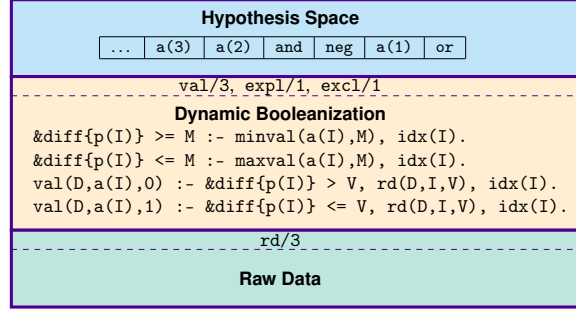 Hypothesis Space
... a(3) a(2) and neg a(1) or
val/3, expl/1, excl/1
Dynamic Booleanization
&diff{p(I)} >= M :- minval(a(I),M), idx(I).
&diff{p(I)} <= M :- maxval(a(I),M), idx(I).
val(D,a(I),0) :- &diff{p(I)} > V, rd(D,I,V), idx(I).
val(D,a(I),1) :- &diff{p(I)} <= V, rd(D,I,V), idx(I).
rd/3
Raw Data